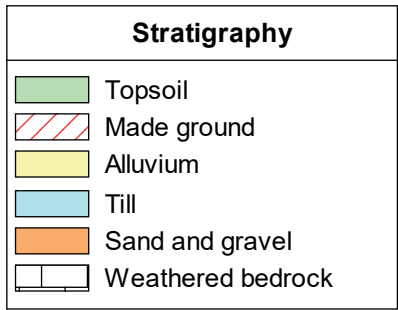 Stratigraphy
Topsoil
Made ground
Alluvium
Till
Sand and gravel
Weathered bedrock